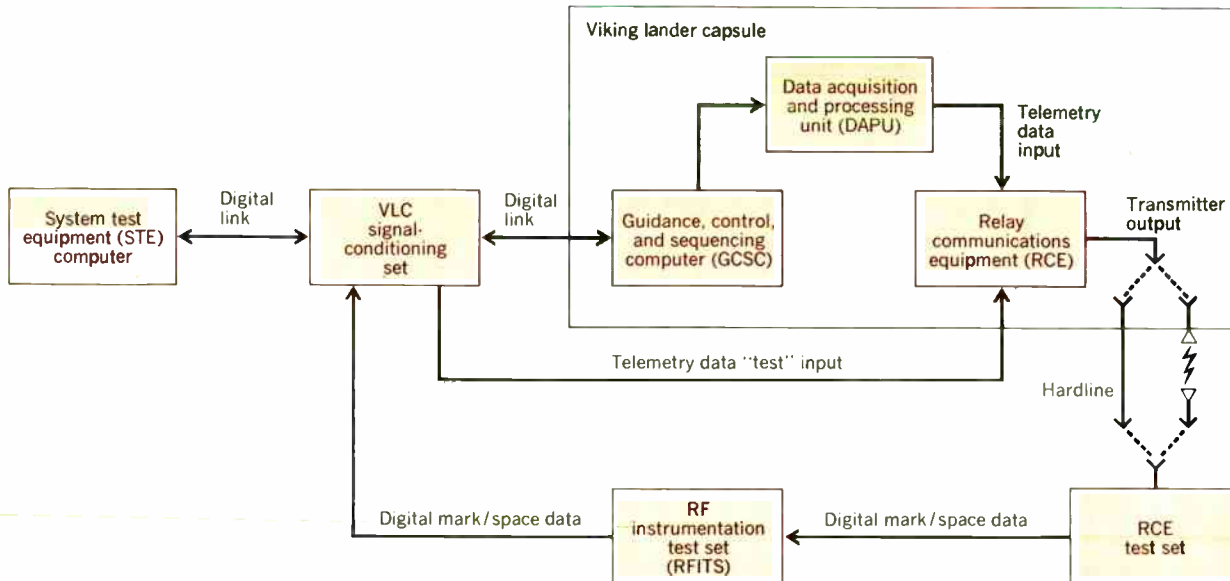 Viking lander capsule
Data acquisition
and processing
unit (DAPU)
Telemetry
data
input
System test
equipment (STE)
computer
Digital
link
VLC
signal-
conditioning
set
Digital
link
Guidance, control,
and sequencing
computer (GCSC)
Relay
communications
equipment (RCE)
Transmitter
output
Telemetry data "test" input
Hardline
Digital mark/space data
RF
instrumentation
test set
(RFITS)
Digital mark/space data
RCE
test set